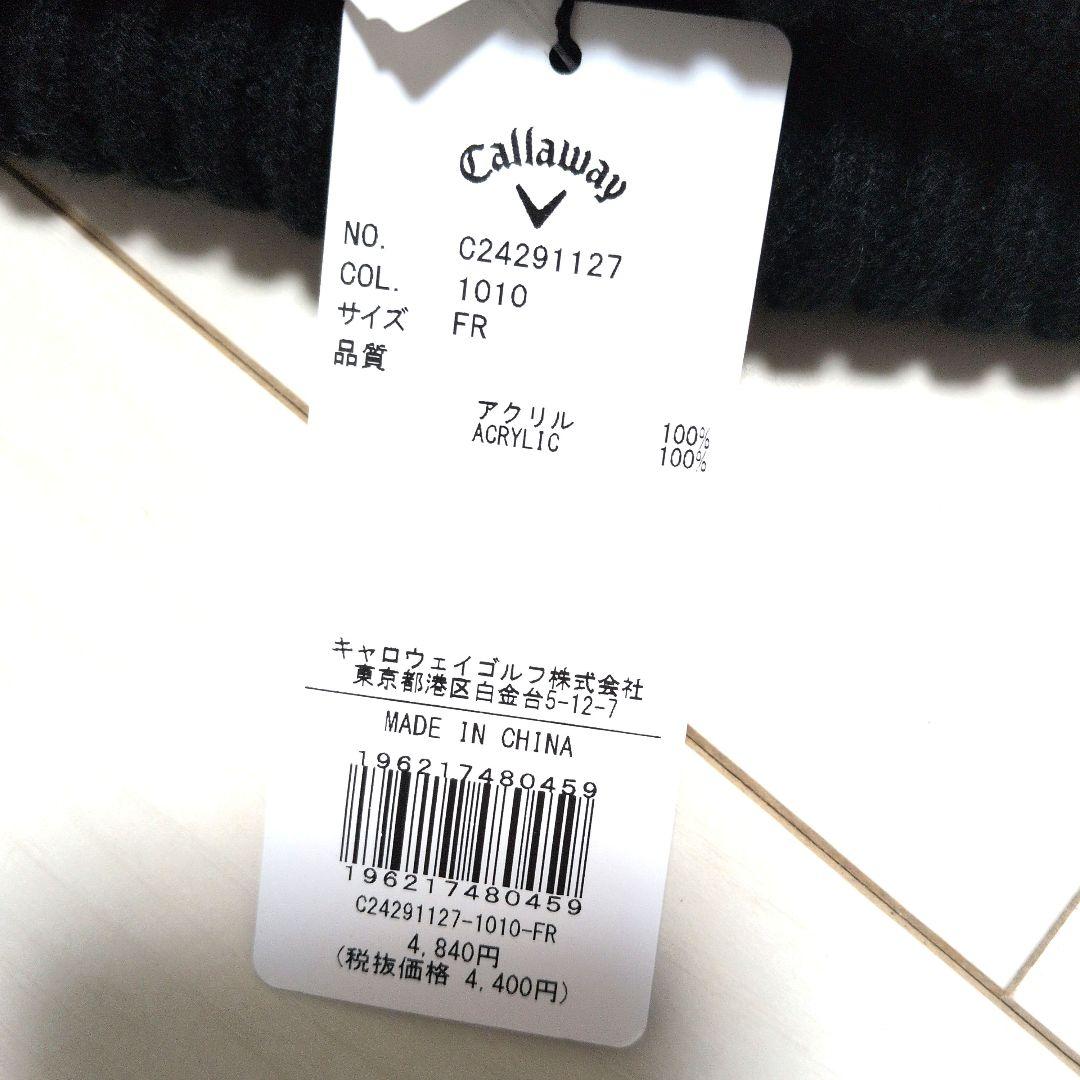 Callaway
NO. C24291127
COL. 1010
サイズ FR
品質
アクリル 100%
ACRYLIC 100%
キャロウェイゴルフ株式会社
東京都港区白金台5-12-7
MADE IN CHINA
196217480459
196217480459
C24291127-1010-FR
4,840円
(税抜価格 4,400円)